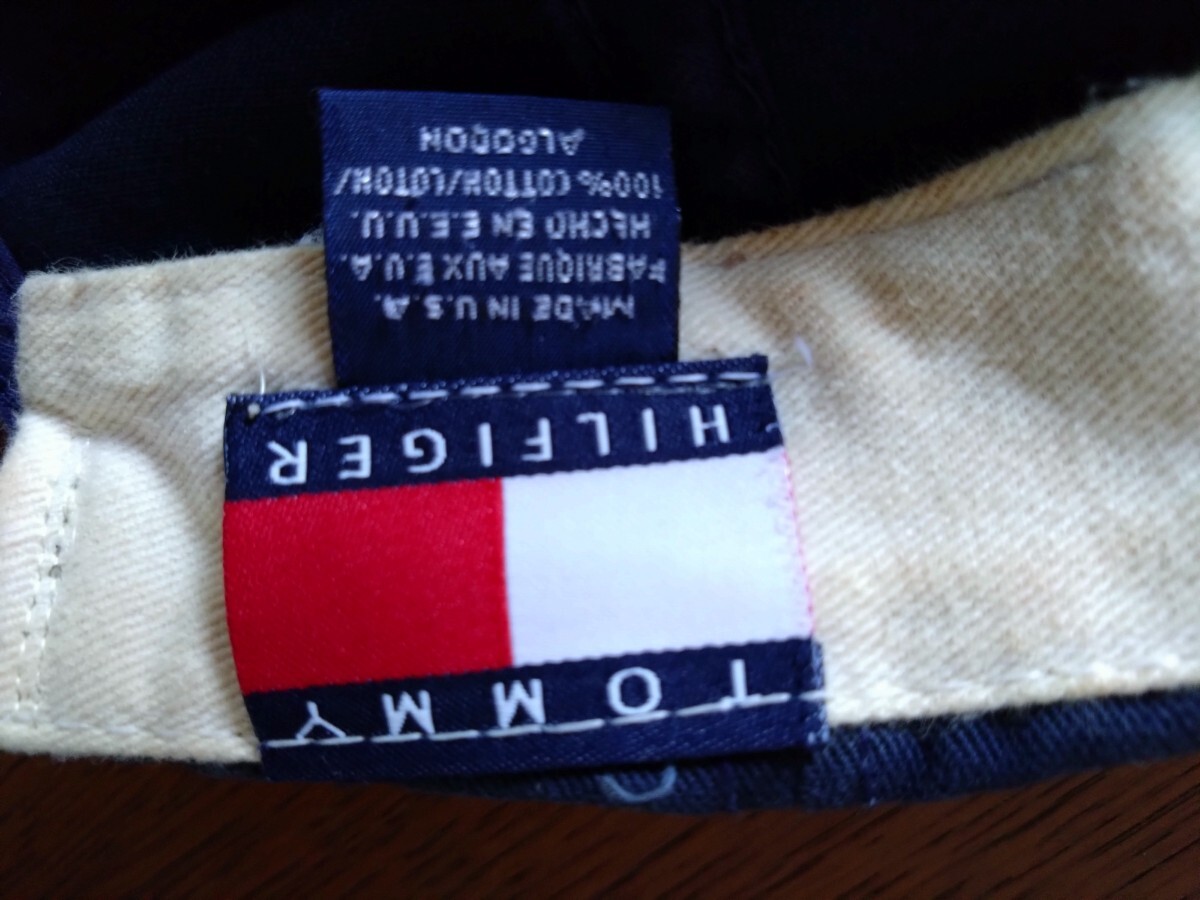 TOMMY
HILFIGER
MADE IN U.S.A.
FABRIQUE AUX E.U.A.
HECHO EN E.E.U.U.
100% COTTON/COTON/
ALGODON